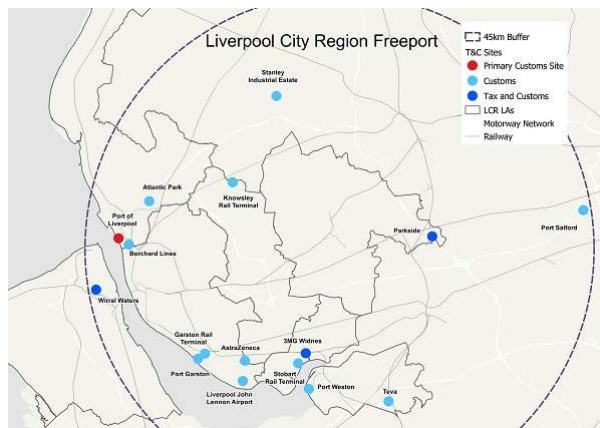 Liverpool City Region Freeport
45km Buffer
T&C Sites
Primary Customs Site
Customs
Tax and Customs
LCR LAs
Motorway Network
Railway
Stanley
Industrial Estate
Atlantic Park
Knowsley
Rail Terminal
Port of
Liverpool
Borchard Lines
Parkside
Port Salford
Wirral Waters
Garston Rail
Terminal
AstraZeneca
3MG Widnes
Port Garston
Stobart
Rail Terminal
Liverpool John
Lennon Airport
Port Weston
Teva